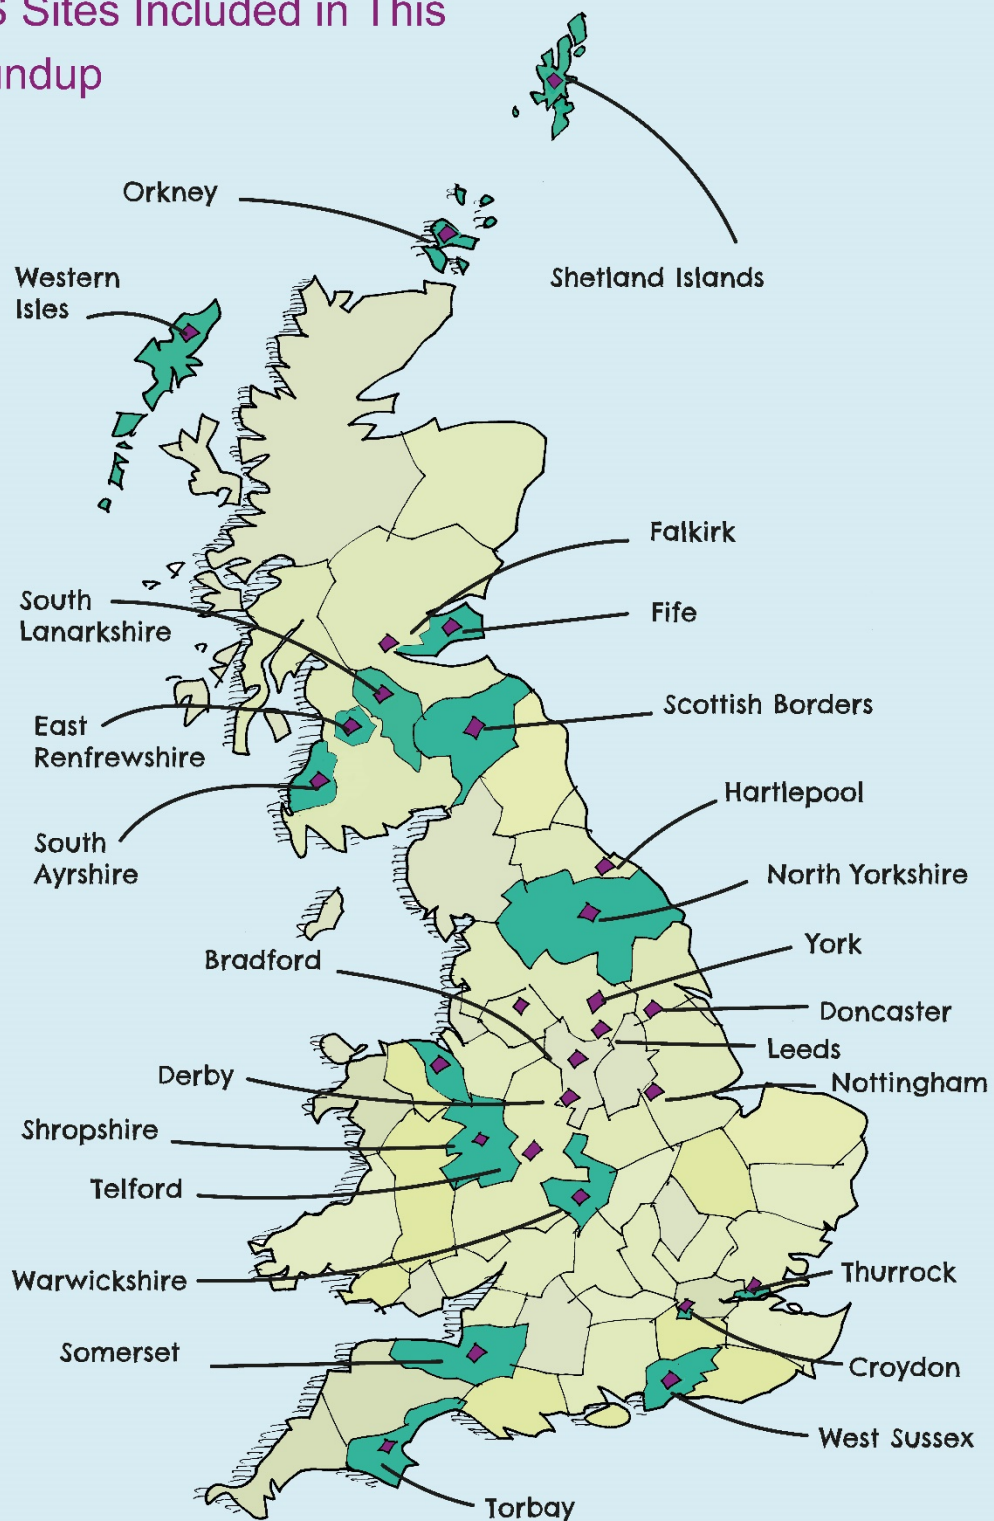 Sites Included in This
Orkney
Western
Isles
Shetland Islands
Falkirk
South
Lanarkshire
Fife
East
Renfrewshire
Scottish Borders
South
Ayrshire
Hartlepool
North Yorkshire
Bradford
York
Doncaster
Leeds
Derby
Nottingham
Shropshire
Telford
Warwickshire
Thurrock
Somerset
Croydon
West Sussex
Torbay